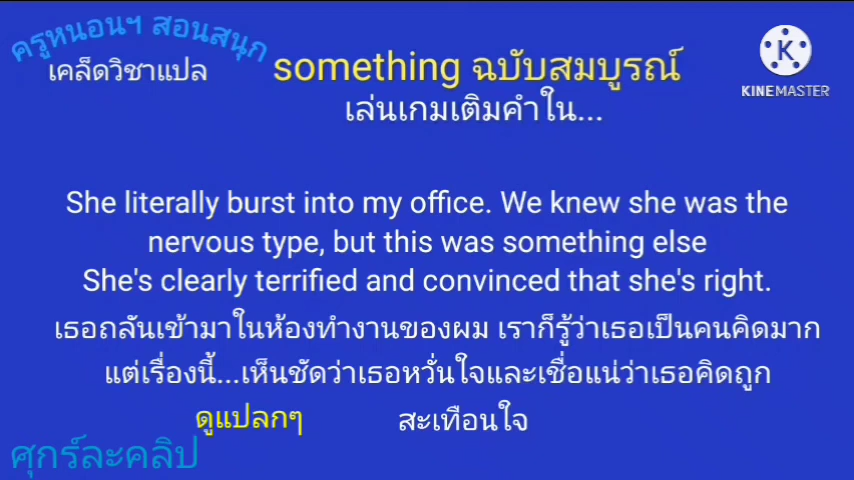 ครูหนอนฯ สอนสนุก
เคล็ดวิชาแปล
something ฉบับสมบูรณ์
เล่นเกมเติมคำใน...
K
KINEMASTER
She literally burst into my office. We knew she was the
nervous type, but this was something else
She's clearly terrified and convinced that she's right.
เธอถลันเข้ามาในห้องทำงานของผม เราก็รู้ว่าเธอเป็นคนคิดมาก
แต่เรื่องนี้...เห็นชัดว่าเธอหวั่นใจและเชื่อแน่ว่าเธอคิดถูก
ดูแปลกๆ
สะเทือนใจ
ศุกร์ละคลิป